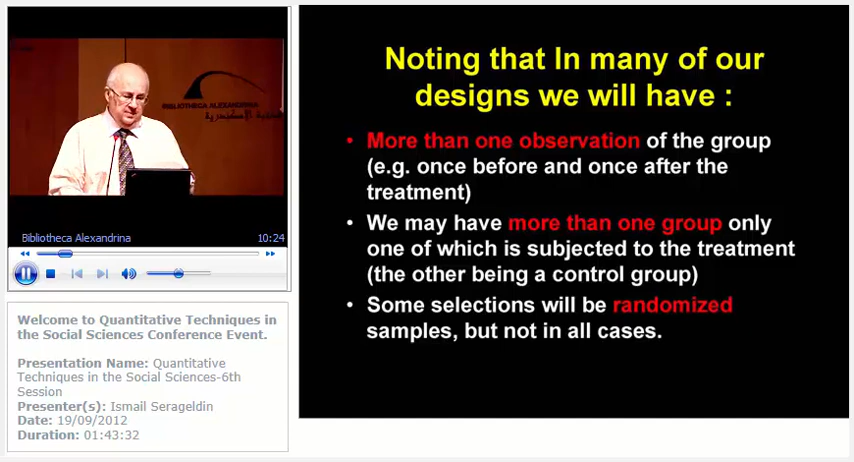 BIBLIOTHECA ALEXANDRINA
Bibliotheca Alexandrina 10:24
Welcome to Quantitative Techniques in
the Social Sciences Conference Event.
Presentation Name: Quantitative
Techniques in the Social Sciences-6th
Session
Presenter(s): Ismail Serageldin
Date: 19/09/2012
Duration: 01:43:32
Noting that In many of our
designs we will have :
• More than one observation of the group
(e.g. once before and once after the
treatment)
• We may have more than one group only
one of which is subjected to the treatment
(the other being a control group)
• Some selections will be randomized
samples, but not in all cases.